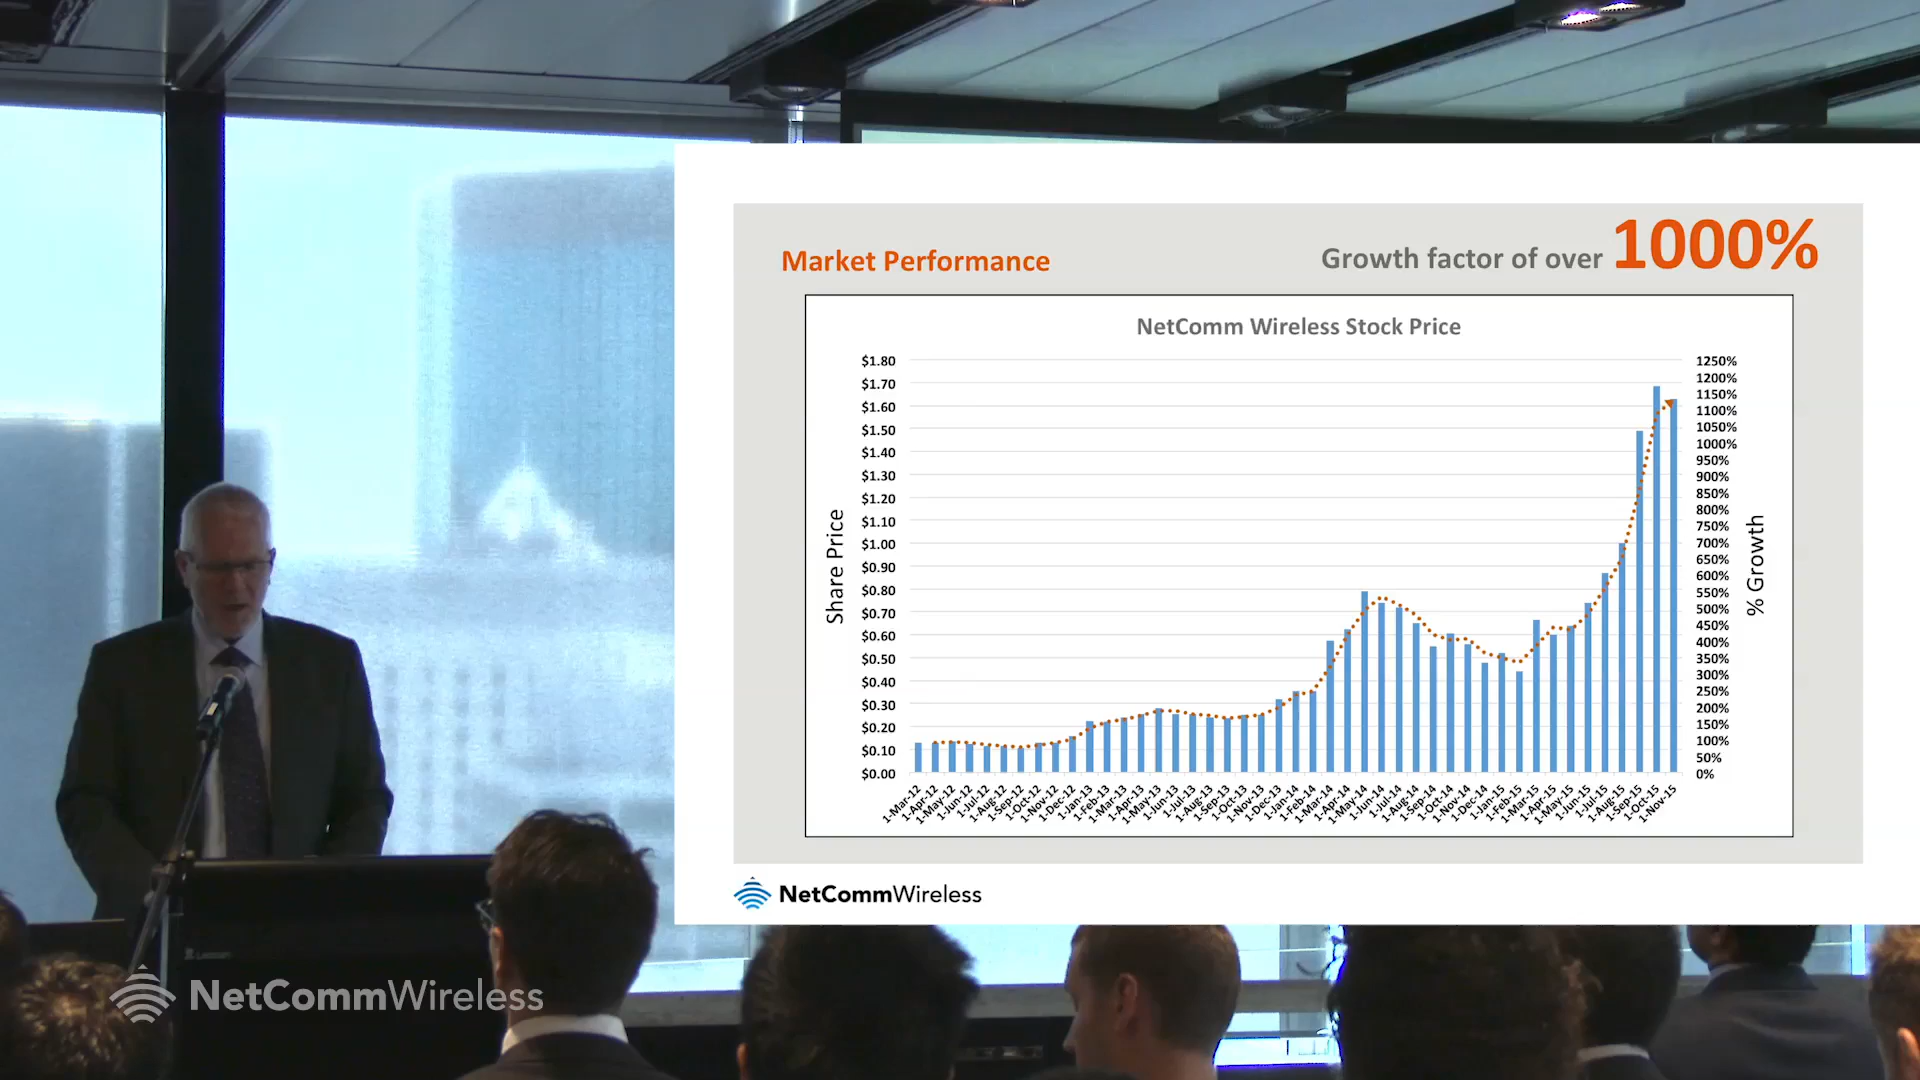 Market Performance
Growth factor of over 1000%
NetComm Wireless Stock Price
Share Price
$1.80
$1.70
$1.60
$1.50
$1.40
$1.30
$1.20
$1.10
$1.00
$0.90
$0.80
$0.70
$0.60
$0.50
$0.40
$0.30
$0.20
$0.10
$0.00
1250%
1200%
1150%
1100%
1050%
1000%
950%
900%
850%
800%
750%
700%
650%
600%
550%
500%
450%
400%
350%
300%
250%
200%
150%
100%
50%
0%
% Growth
1-Mar-12
1-Apr-12
1-May-12
1-Jun-12
1-Jul-12
1-Aug-12
1-Sep-12
1-Oct-12
1-Nov-12
1-Dec-12
1-Jan-13
1-Feb-13
1-Mar-13
1-Apr-13
1-May-13
1-Jun-13
1-Jul-13
1-Aug-13
1-Sep-13
1-Oct-13
1-Nov-13
1-Dec-13
1-Jan-14
1-Feb-14
1-Mar-14
1-Apr-14
1-May-14
1-Jun-14
1-Jul-14
1-Aug-14
1-Sep-14
1-Oct-14
1-Nov-14
1-Dec-14
1-Jan-15
1-Feb-15
1-Mar-15
1-Apr-15
1-May-15
1-Jun-15
1-Jul-15
1-Aug-15
1-Sep-15
1-Oct-15
1-Nov-15
NetCommWireless
NetCommWireless